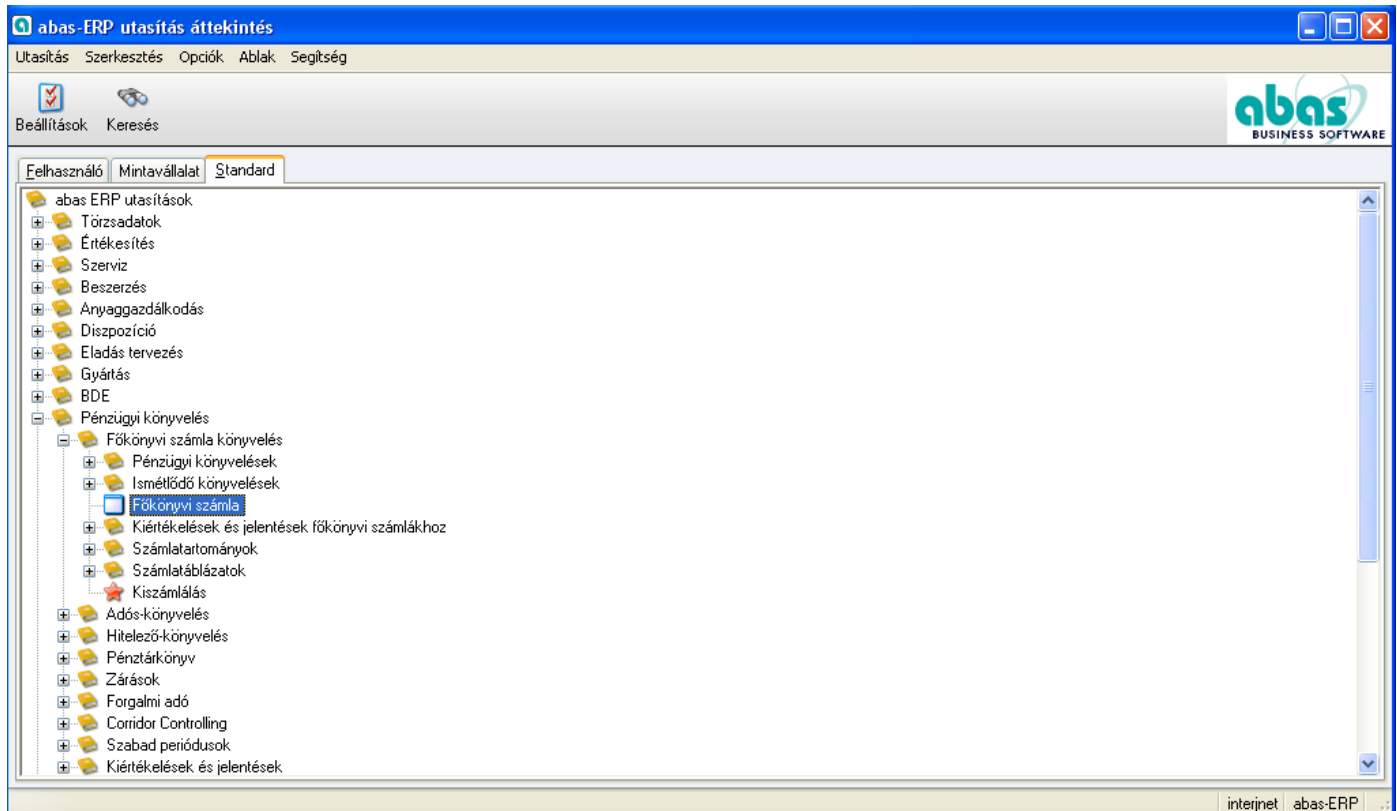 abas-ERP utasítás áttekintés
Utasítás Szerkesztés Opciók Ablak Segítség
Beállítások Keresés
abas
BUSINESS SOFTWARE
Felhasználó Mintavállalat Standard
abas ERP utasítások
Törzsadatok
Értékesítés
Szerviz
Beszerzés
Anyaggazdálkodás
Diszpozíció
Eladás tervezés
Gyártás
BDE
Pénzügyi könyvelés
Főkönyvi számla könyvelés
Pénzügyi könyvelések
Ismétlődő könyvelések
Főkönyvi számla
Kiértékelések és jelentések főkönyvi számlákhoz
Számlatartományok
Számlatáblázatok
Kiszámlálás
Adós-könyvelés
Hitelező-könyvelés
Pénztárkönyv
Zárások
Forgalmi adó
Corridor Controlling
Szabad periódusok
Kiértékelések és jelentések
interjnet abas-ERP